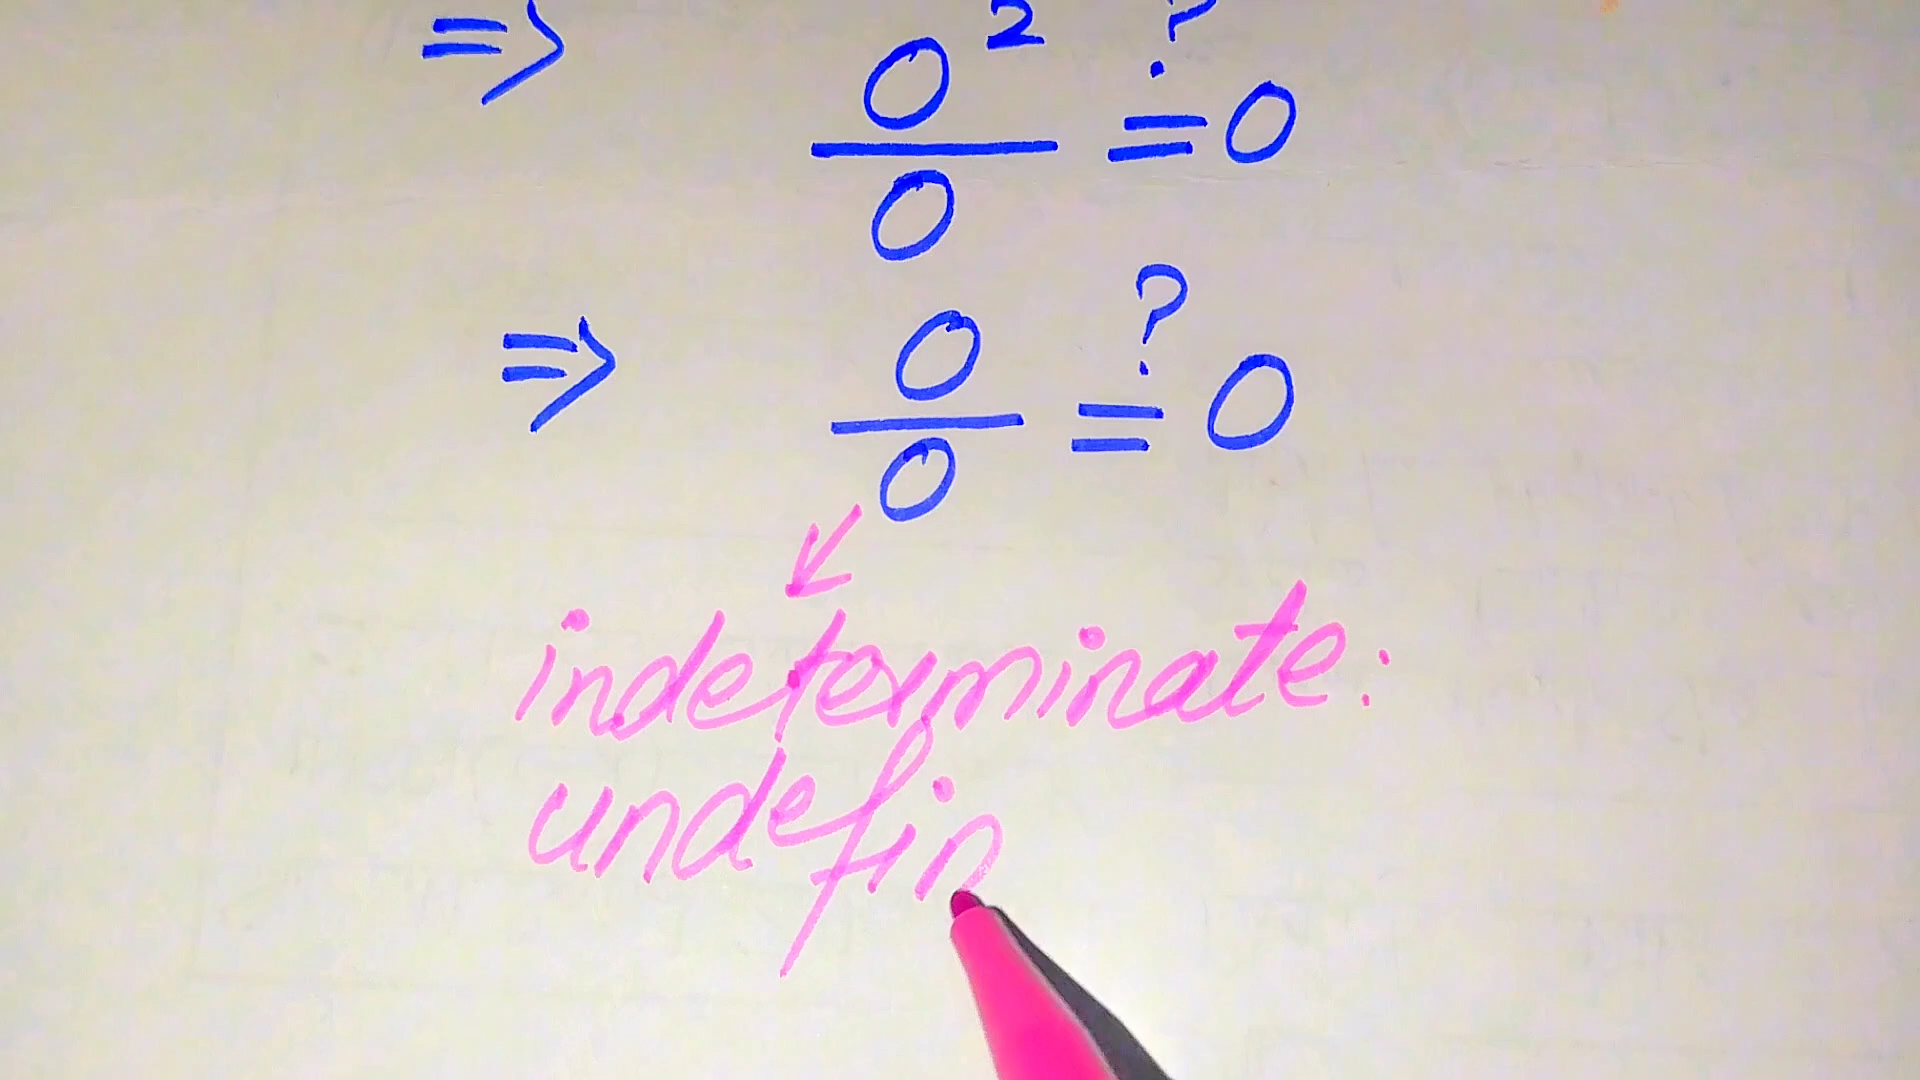 ⇒ 0² / 0 ≟ 0
⇒ 0 / 0 ≟ 0
indeterminate:
undefin